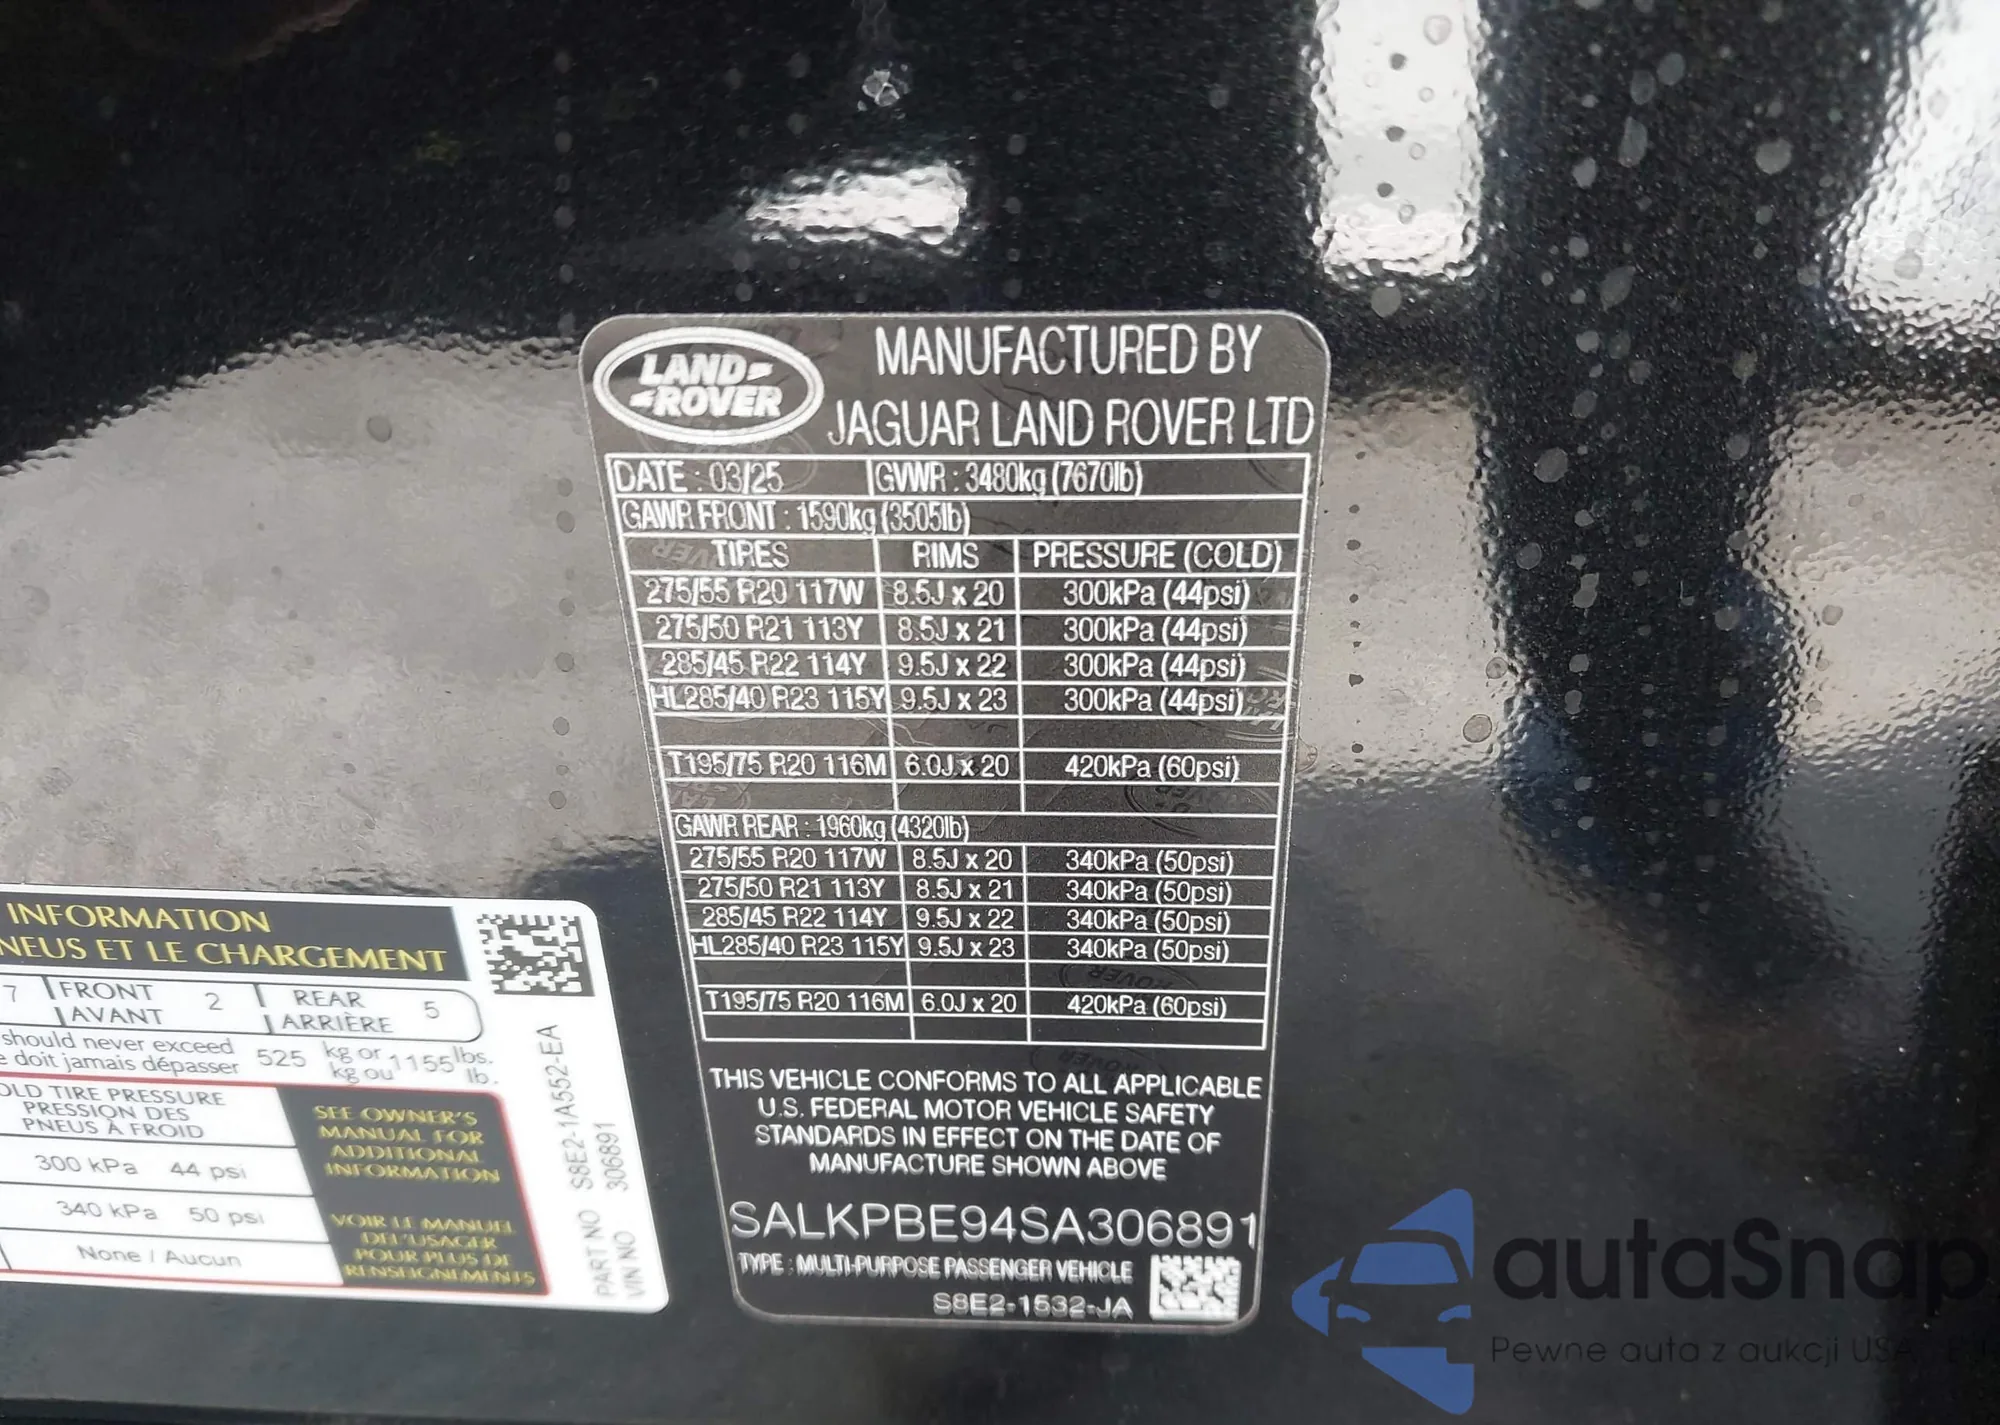 LAND-
-ROVER
MANUFACTURED BY
JAGUAR LAND ROVER LTD
DATE : 03/25 GVWR : 3480kg (7670lb)
GAWR FRONT : 1590kg (3505lb)
TIRES RIMS PRESSURE (COLD)
275/55 R20 117W 8.5J x 20 300kPa (44psi)
275/50 R21 113Y 8.5J x 21 300kPa (44psi)
285/45 R22 114Y 9.5J x 22 300kPa (44psi)
HL285/40 R23 115Y 9.5J x 23 300kPa (44psi)
T195/75 R20 116M 6.0J x 20 420kPa (60psi)
GAWR REAR : 1960kg (4320lb)
275/55 R20 117W 8.5J x 20 340kPa (50psi)
275/50 R21 113Y 8.5J x 21 340kPa (50psi)
285/45 R22 114Y 9.5J x 22 340kPa (50psi)
HL285/40 R23 115Y 9.5J x 23 340kPa (50psi)
T195/75 R20 116M 6.0J x 20 420kPa (60psi)
THIS VEHICLE CONFORMS TO ALL APPLICABLE
U.S. FEDERAL MOTOR VEHICLE SAFETY
STANDARDS IN EFFECT ON THE DATE OF
MANUFACTURE SHOWN ABOVE
SALKPBE94SA306891
TYPE : MULTI-PURPOSE PASSENGER VEHICLE
S8E2-1532-JA
INFORMATION
NEUS ET LE CHARGEMENT
7 FRONT 2 REAR 5
AVANT ARRIÈRE
should never exceed 525 kg or 1155 lbs.
doit jamais dépasser kg ou lb.
OLD TIRE PRESSURE
PRESSION DES
PNEUS À FROID
300 kPa 44 psi
340 kPa 50 psi
None / Aucun
SEE OWNER'S
MANUAL FOR
ADDITIONAL
INFORMATION
VOIR LE MANUEL
DE L'USAGER
POUR PLUS DE
RENSEIGNEMENTS
PART NO S8E2-1A552-EA
VIN NO 306891
autaSnap
Pewne auta z aukcji USA